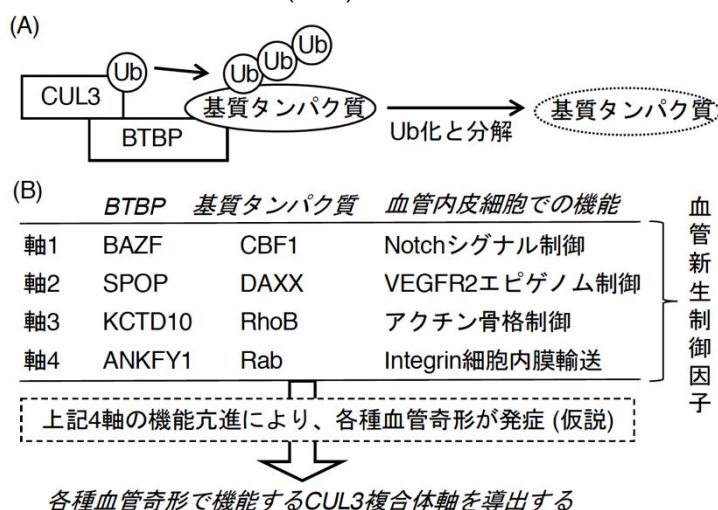 (A)
Ub Ub Ub Ub
CUL3
基質タンパク質
基質タンパク質
BTBP
Ub化と分解
(B)
BTBP 基質タンパク質 血管内皮細胞での機能
軸1 BAZF CBF1 Notchシグナル制御
軸2 SPOP DAXX VEGFR2エピゲノム制御
軸3 KCTD10 RhoB アクチン骨格制御
軸4 ANKFY1 Rab Integrin細胞内膜輸送
血管新生制御因子
上記4軸の機能亢進により、各種血管奇形が発症 (仮説)
各種血管奇形で機能するCUL3複合体軸を導出する